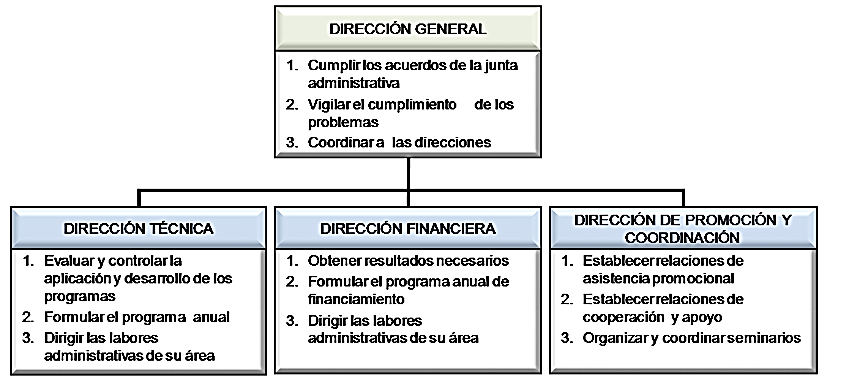 DIRECCIÓN GENERAL
1. Cumplir los acuerdos de la junta
administrativa
2. Vigilar el cumplimiento de los
problemas
3. Coordinar a las direcciones
DIRECCIÓN TÉCNICA
1. Evaluar y controlar la
aplicación y desarrollo de los
programas
2. Formular el programa anual
3. Dirigir las labores
administrativas de su área
DIRECCIÓN FINANCIERA
1. Obtener resultados necesarios
2. Formular el programa anual de
financiamiento
3. Dirigir las labores
administrativas de su área
DIRECCIÓN DE PROMOCIÓN Y
COORDINACIÓN
1. Establecer relaciones de
asistencia promocional
2. Establecer relaciones de
cooperación y apoyo
3. Organizar y coordinar seminarios